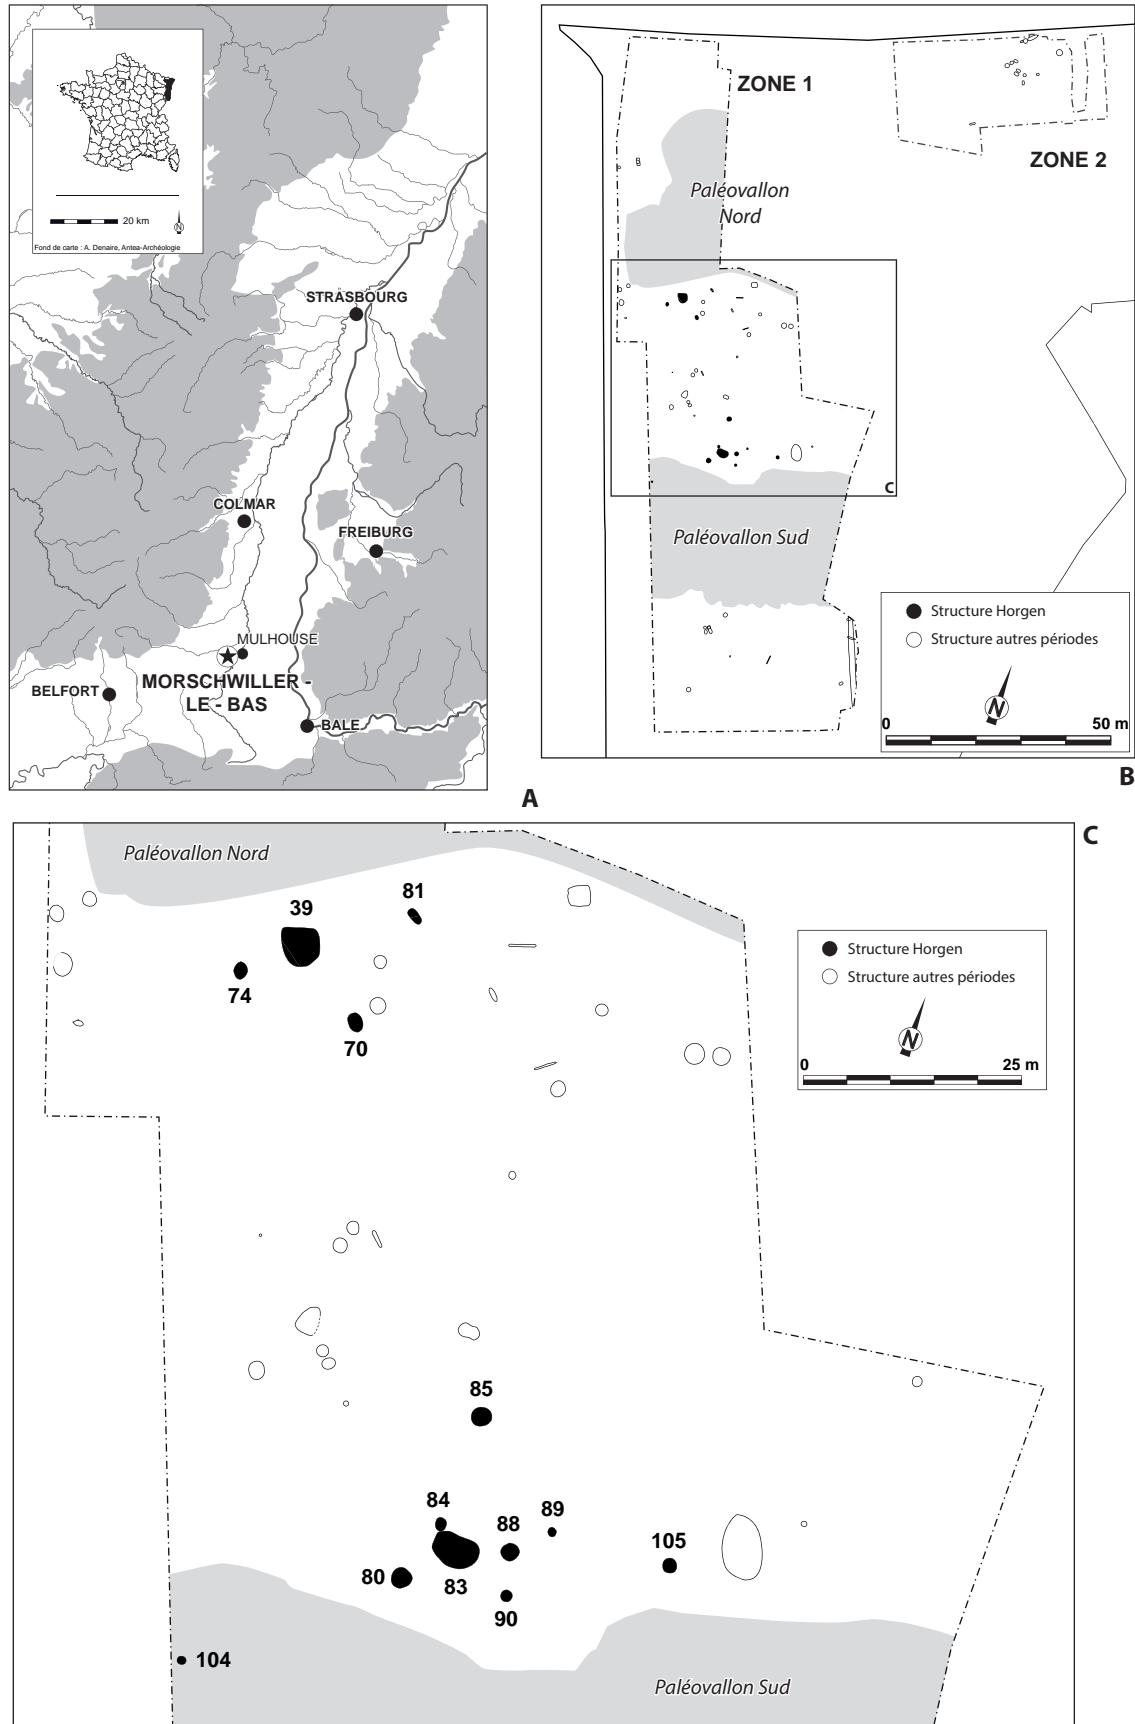 20 km
N
Fond de carte : A. Denaire, Antea-Archéologie
STRASBOURG
COLMAR
FREIBURG
MULHOUSE
MORSCHWILLER -
LE - BAS
BELFORT
BALE
A
ZONE 1
ZONE 2
Paléovallon
Nord
C
Paléovallon Sud
Structure Horgen
Structure autres périodes
N
0 50 m
B
C
Paléovallon Nord
81
39
74
70
Structure Horgen
Structure autres périodes
N
0 25 m
85
84
89
88
105
80
83
90
104
Paléovallon Sud